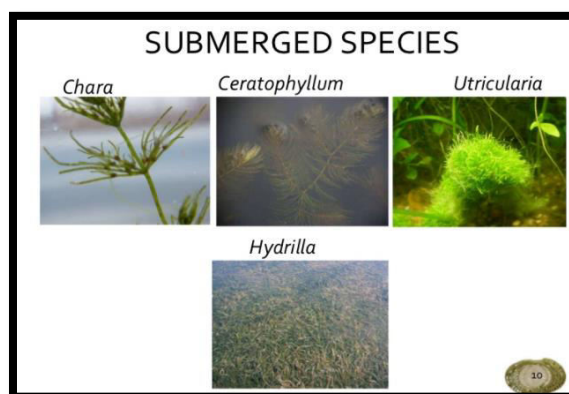 SUBMERGED SPECIES
Chara
Ceratophyllum
Utricularia
Hydrilla
10